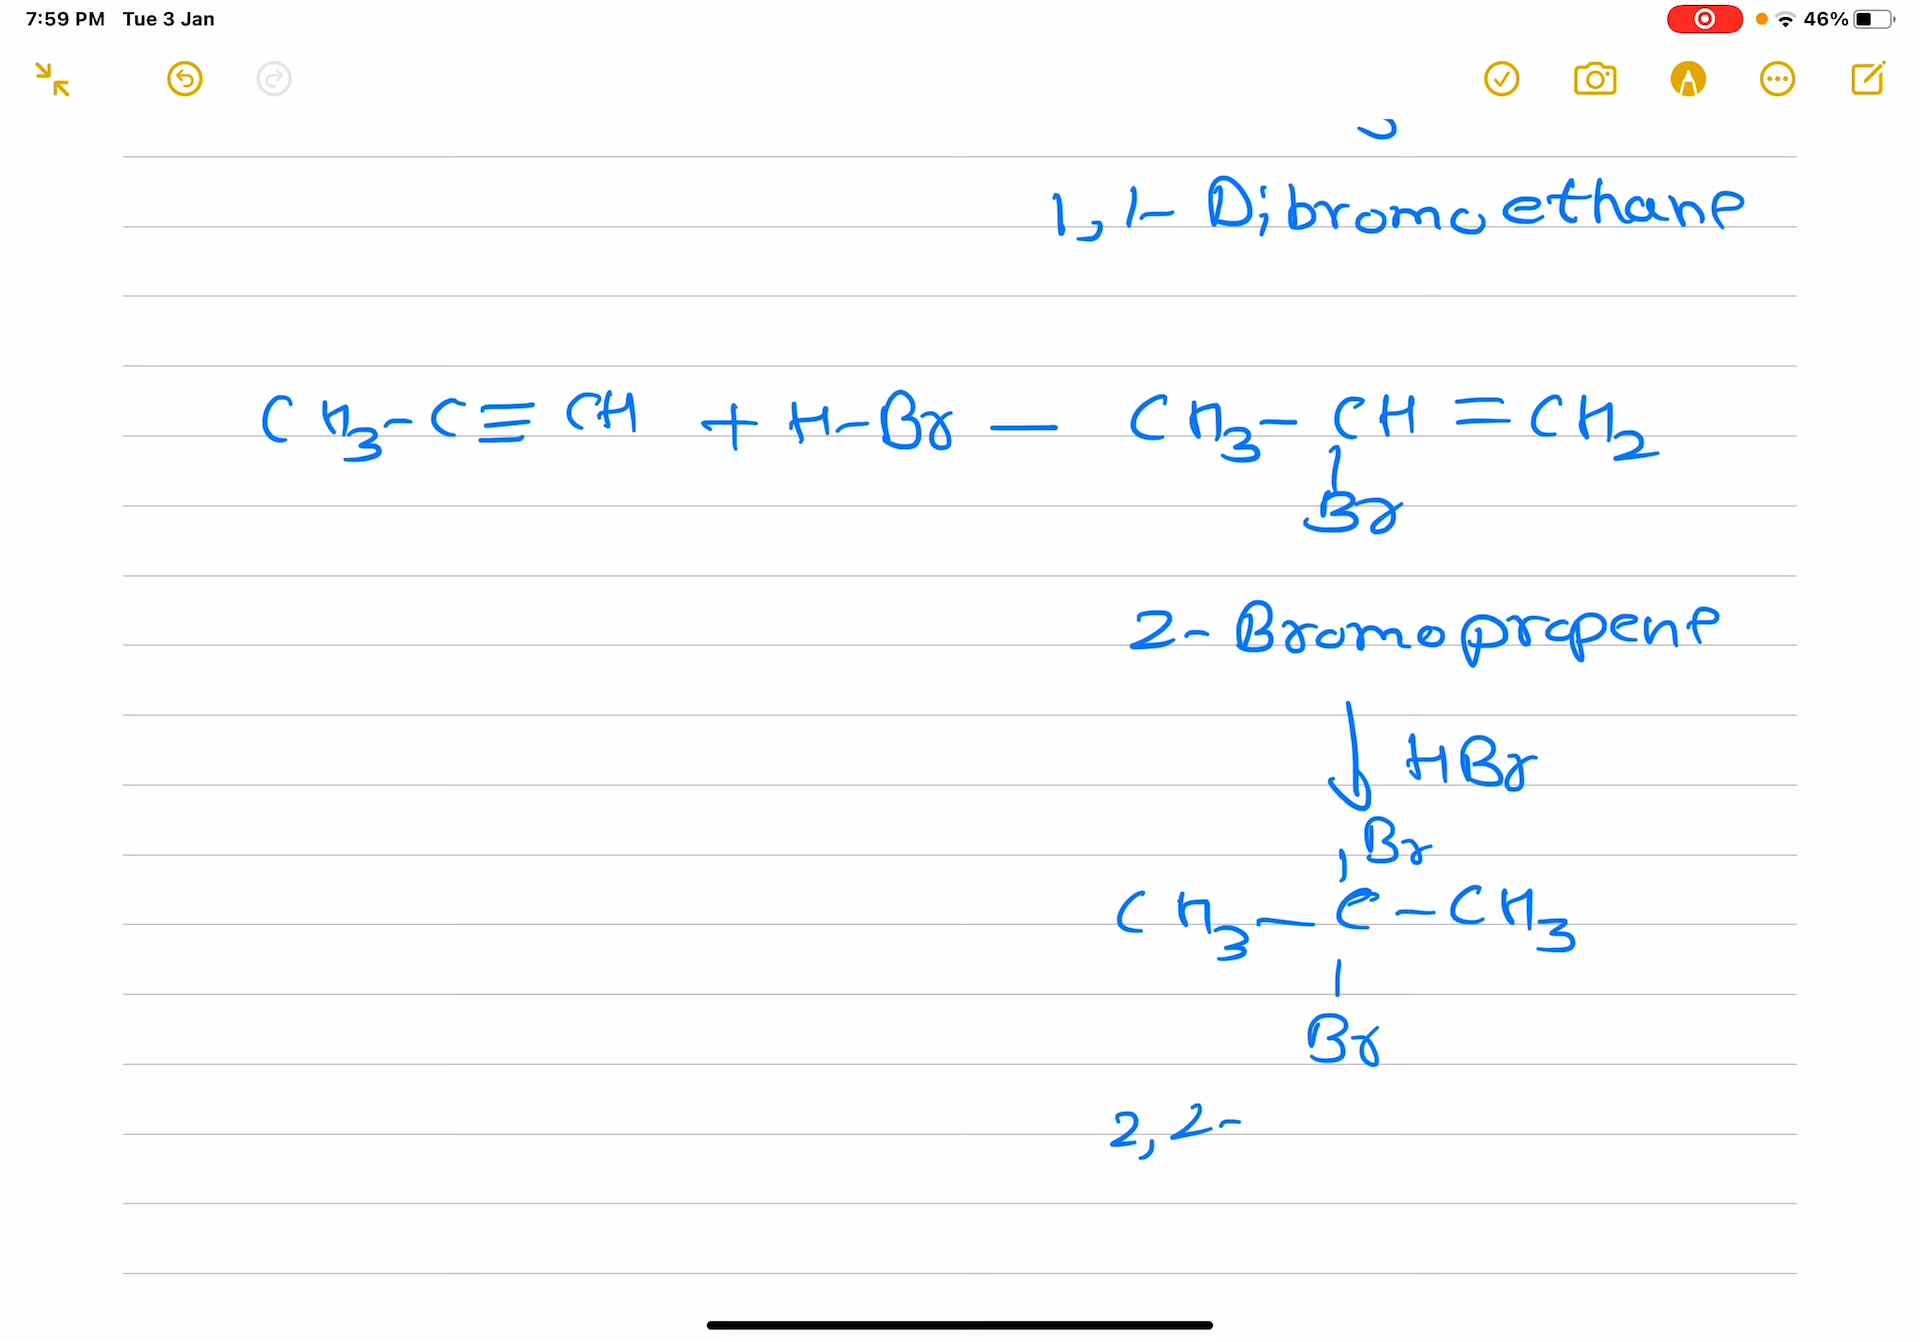 7:59 PM Tue 3 Jan 46%
1,1- Dibromoethane
CH3-C≡CH + H-Br — CH3-CH=CH2
Br
2-Bromopropene
HBr
Br
CH3-C-CH3
Br
2,2-